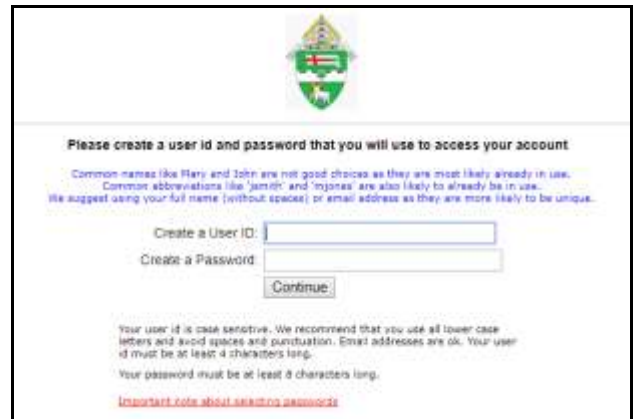 Please create a user id and password that you will use to access your account
Common names like Mary and John are not good choices as they are most likely already in use.
Common abbreviations like 'jsmith' and 'mjones' are also likely to already be in use.
We suggest using your full name (without spaces) or email address as they are more likely to be unique.
Create a User ID:
Create a Password:
Continue
Your user id is case sensitive. We recommend that you use all lower case
letters and avoid spaces and punctuation. Email addresses are ok. Your user
id must be at least 4 characters long.
Your password must be at least 8 characters long.
Important note about selecting passwords